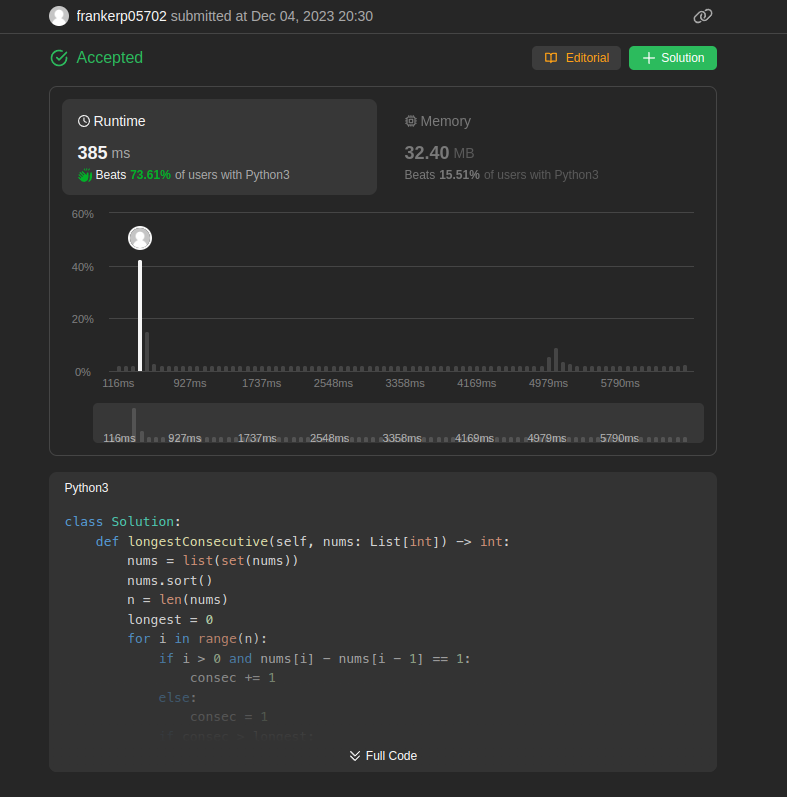 frankerp05702 submitted at Dec 04, 2023 20:30
Accepted
Editorial
Solution
Runtime
385 ms
Beats 73.61% of users with Python3
Memory
32.40 MB
Beats 15.51% of users with Python3
60%
40%
20%
0%
116ms 927ms 1737ms 2548ms 3358ms 4169ms 4979ms 5790ms
116ms 927ms 1737ms 2548ms 3358ms 4169ms 4979ms 5790ms
Python3
class Solution:
    def longestConsecutive(self, nums: List[int]) -> int:
        nums = list(set(nums))
        nums.sort()
        n = len(nums)
        longest = 0
        for i in range(n):
            if i > 0 and nums[i] - nums[i - 1] == 1:
                consec += 1
            else:
                consec = 1
            if consec > longest:
Full Code